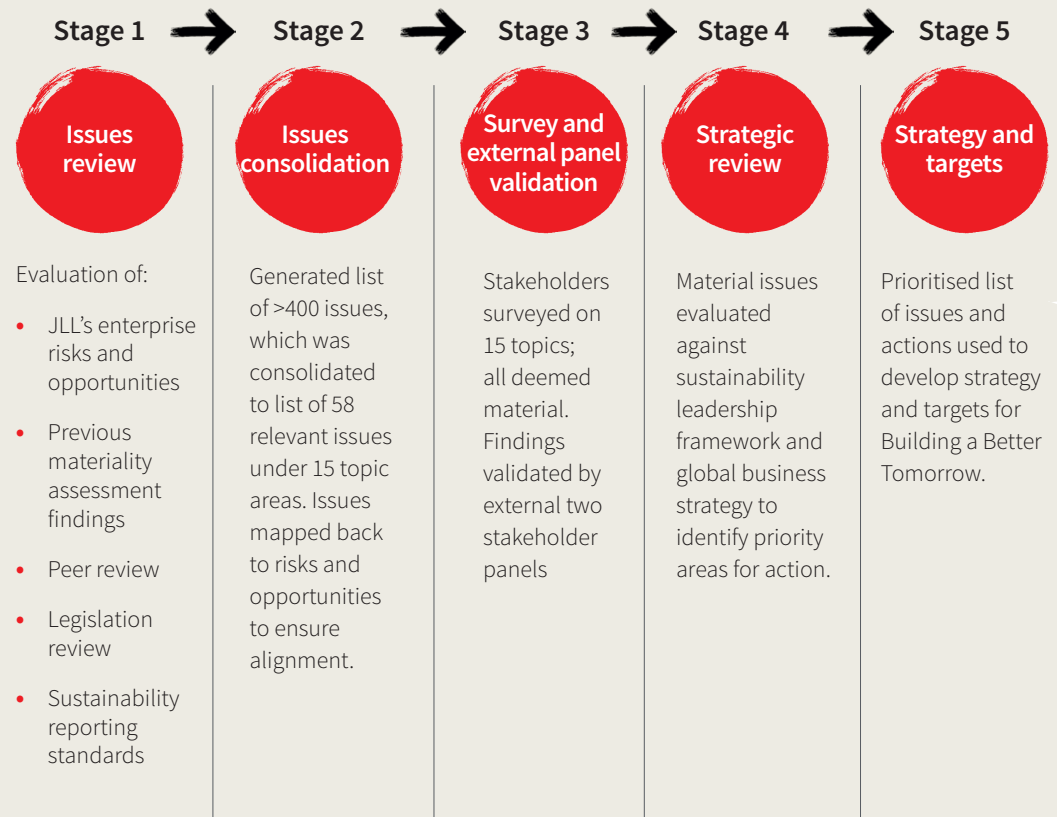 Stage 1
Stage 2
Stage 3
Stage 4
Stage 5
Issues
review
Issues
consolidation
Survey and
external panel
validation
Strategic
review
Strategy and
targets
Evaluation of:
• JLL’s enterprise
risks and
opportunities
• Previous
materiality
assessment
findings
• Peer review
• Legislation
review
• Sustainability
reporting
standards
Generated list
of >400 issues,
which was
consolidated
to list of 58
relevant issues
under 15 topic
areas. Issues
mapped back
to risks and
opportunities
to ensure
alignment.
Stakeholders
surveyed on
15 topics;
all deemed
material.
Findings
validated by
external two
stakeholder
panels
Material issues
evaluated
against
sustainability
leadership
framework and
global business
strategy to
identify priority
areas for action.
Prioritised list
of issues and
actions used to
develop strategy
and targets for
Building a Better
Tomorrow.